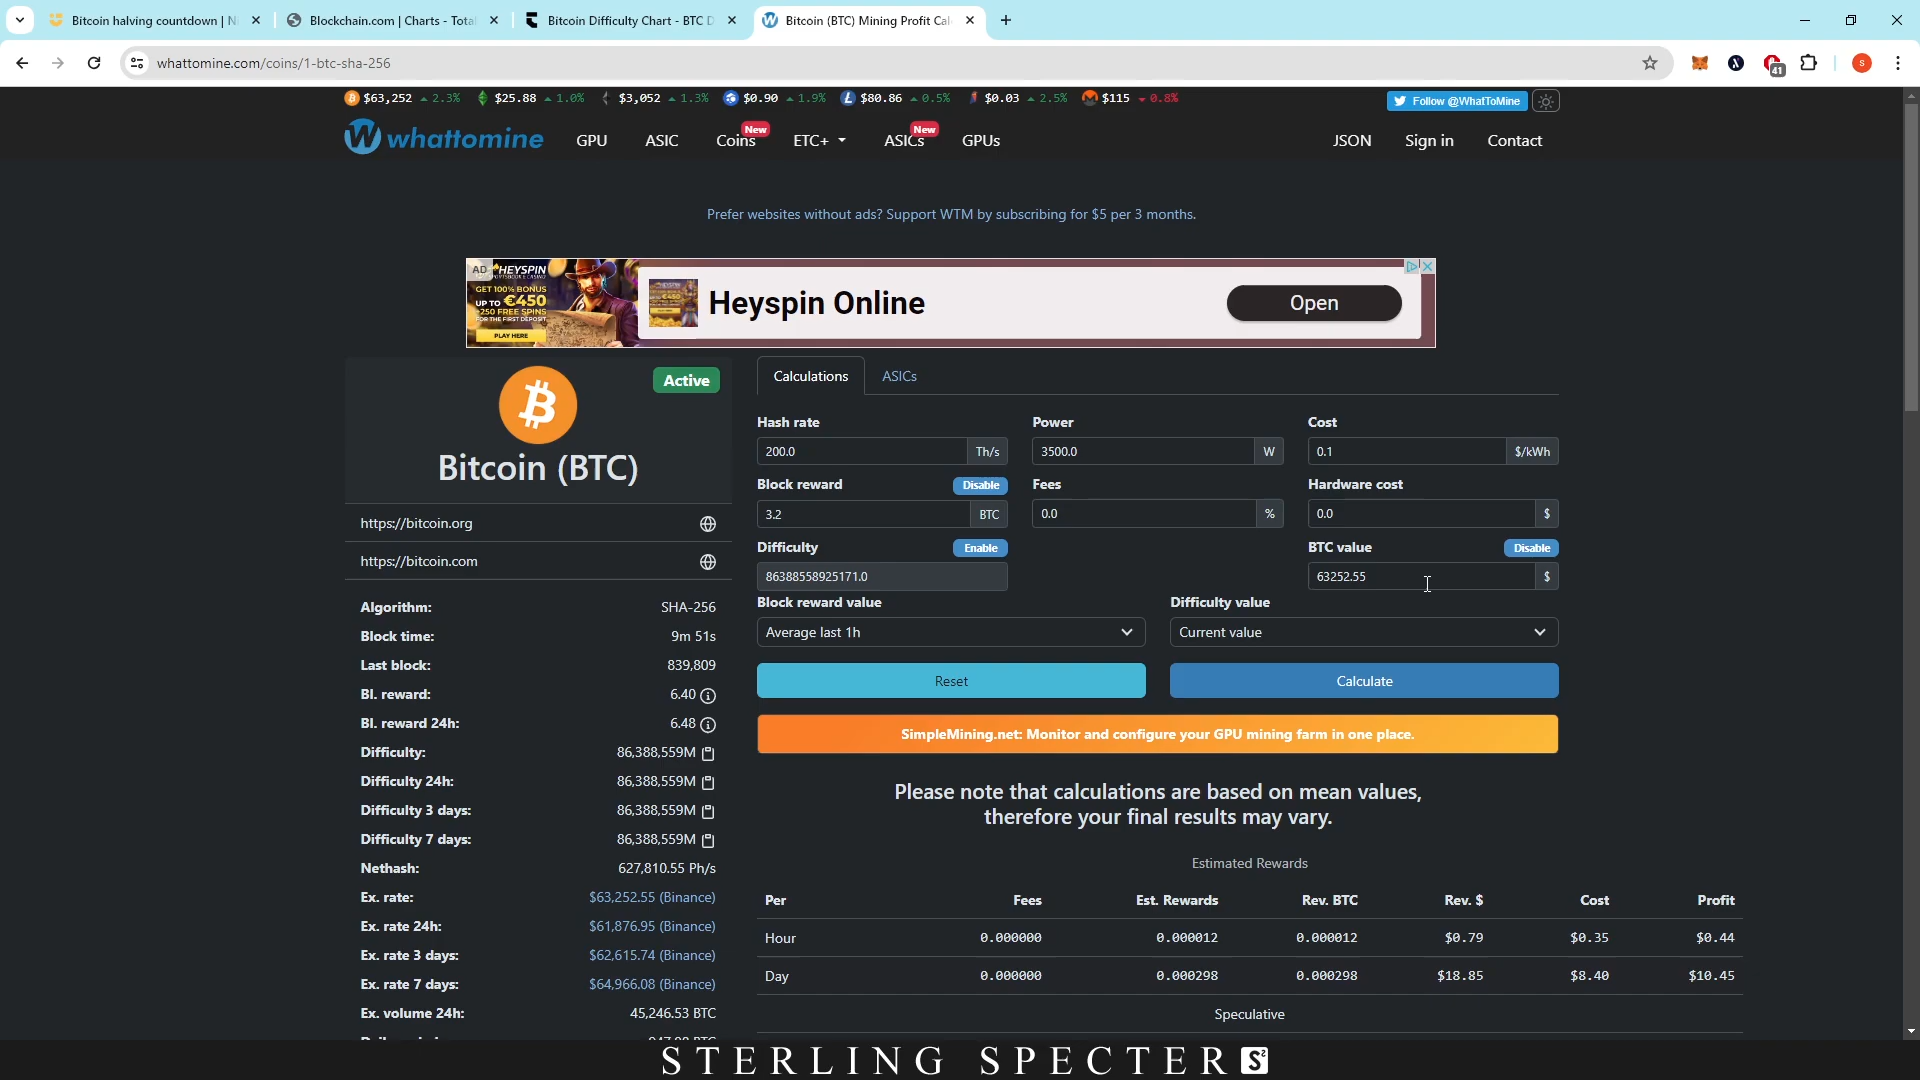 Bitcoin halving countdown | N
Blockchain.com | Charts - Tota
Bitcoin Difficulty Chart - BTC D
Bitcoin (BTC) Mining Profit Cal
whattomine.com/coins/1-btc-sha-256
41
S
$63,252 2.3% $25.88 1.0% $3,052 1.3% $0.90 1.9% $80.86 0.5% $0.03 2.5% $115 0.8%
Follow @WhatToMine
whattomine
GPU
ASIC
Coins
New
ETC+
ASICs
New
GPUs
JSON
Sign in
Contact
Prefer websites without ads? Support WTM by subscribing for $5 per 3 months.
AD
HEYSPIN
GET 100% BONUS
UP TO €450
+250 FREE SPINS
FOR THE FIRST DEPOSIT
PLAY HERE
Heyspin Online
Open
Active
Bitcoin (BTC)
https://bitcoin.org
https://bitcoin.com
Algorithm: SHA-256
Block time: 9m 51s
Last block: 839,809
Bl. reward: 6.40
Bl. reward 24h: 6.48
Difficulty: 86,388,559M
Difficulty 24h: 86,388,559M
Difficulty 3 days: 86,388,559M
Difficulty 7 days: 86,388,559M
Nethash: 627,810.55 Ph/s
Ex. rate: $63,252.55 (Binance)
Ex. rate 24h: $61,876.95 (Binance)
Ex. rate 3 days: $62,615.74 (Binance)
Ex. rate 7 days: $64,966.08 (Binance)
Ex. volume 24h: 45,246.53 BTC
Calculations
ASICs
Hash rate Power Cost
200.0 Th/s 3500.0 W 0.1 $/kWh
Block reward Disable Fees Hardware cost
3.2 BTC 0.0 % 0.0 $
Difficulty Enable BTC value Disable
86388558925171.0 63252.55 $
Block reward value Difficulty value
Average last 1h Current value
Reset Calculate
SimpleMining.net: Monitor and configure your GPU mining farm in one place.
Please note that calculations are based on mean values,
therefore your final results may vary.
Estimated Rewards
Per Fees Est. Rewards Rev. BTC Rev. $ Cost Profit
Hour 0.000000 0.000012 0.000012 $0.79 $0.35 $0.44
Day 0.000000 0.000298 0.000298 $18.85 $8.40 $10.45
Speculative
STERLING SPECTER